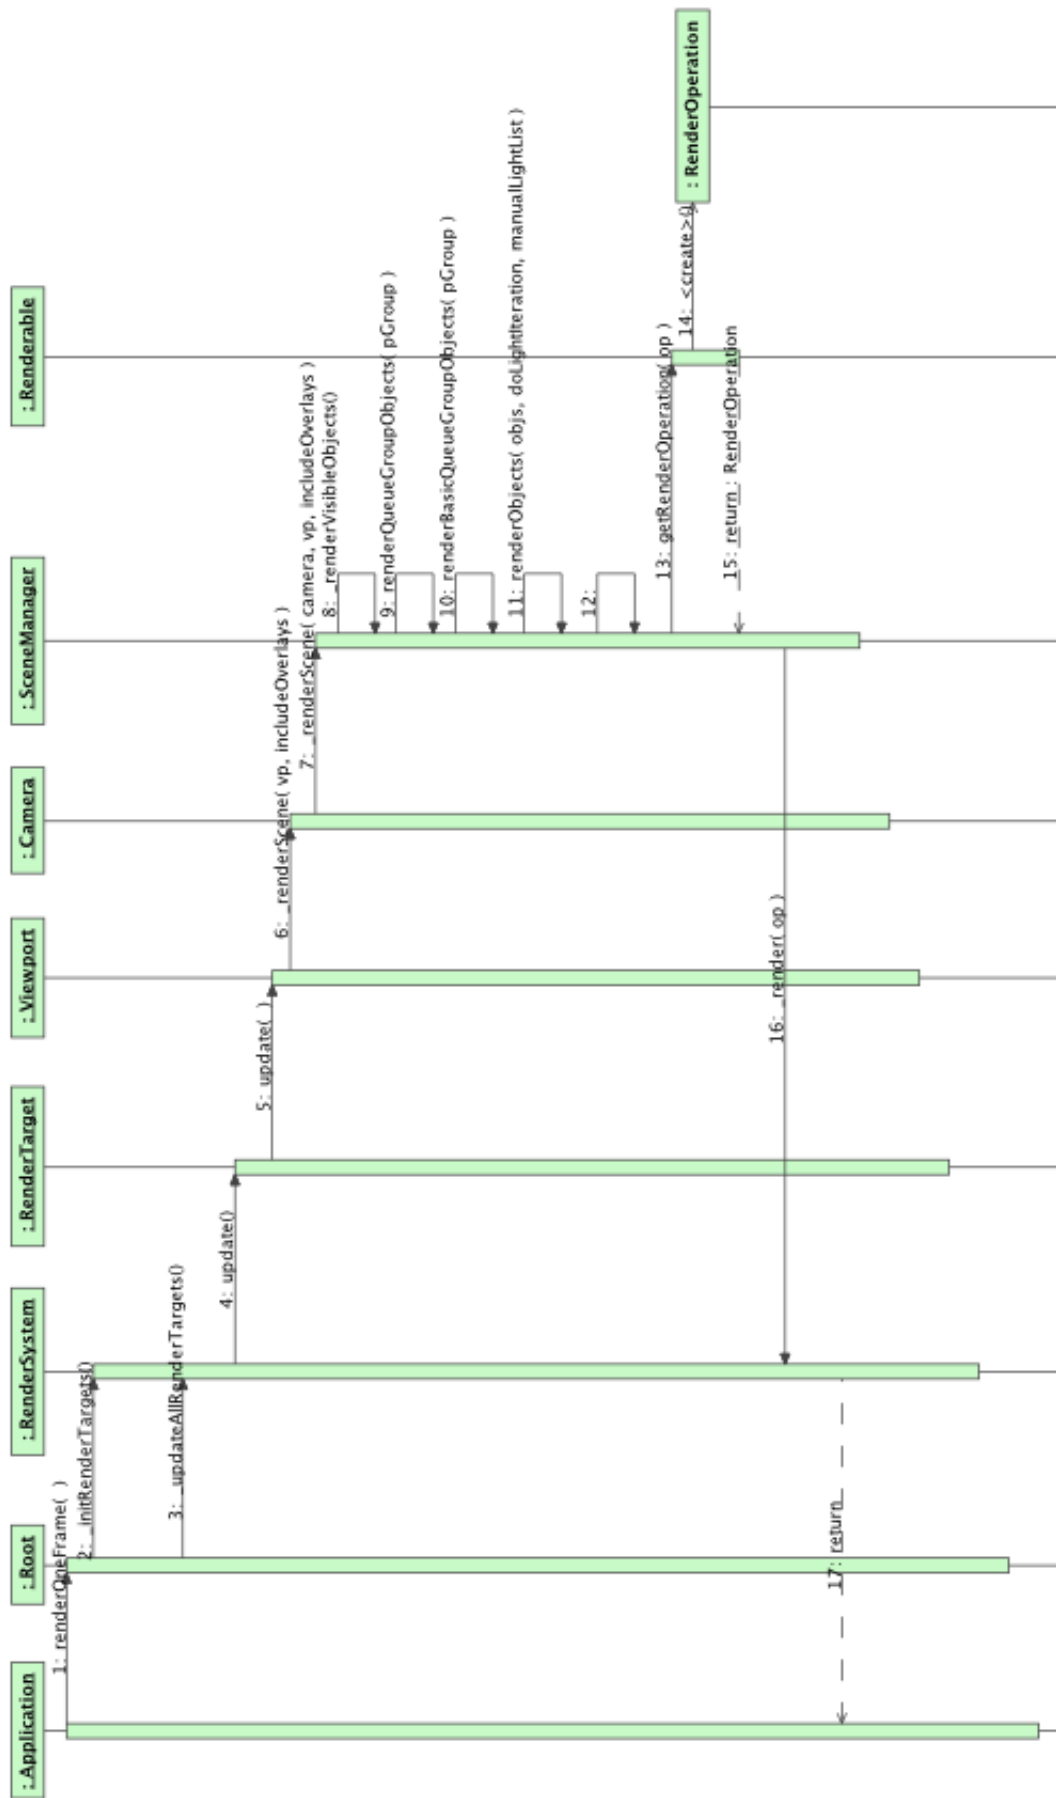 : Application
: Root
: RenderSystem
: RenderTarget
: Viewport
: Camera
: SceneManager
: Renderable
: RenderOperation
1: renderOneFrame( )
2: _initRenderTargets()
3: _updateAllRenderTargets()
4: update()
5: update( )
6: _renderScene( vp, includeOverlays )
7: _renderScene( camera, vp, includeOverlays )
8: _renderVisibleObjects()
9: renderQueueGroupObjects( pGroup )
10: renderBasicQueueGroupObjects( pGroup )
11: renderObjects( objs, doLightIteration, manualLightList )
12:
13: getRenderOperation( op )
14: <create>()
15: return : RenderOperation
16: _render( op )
17: return